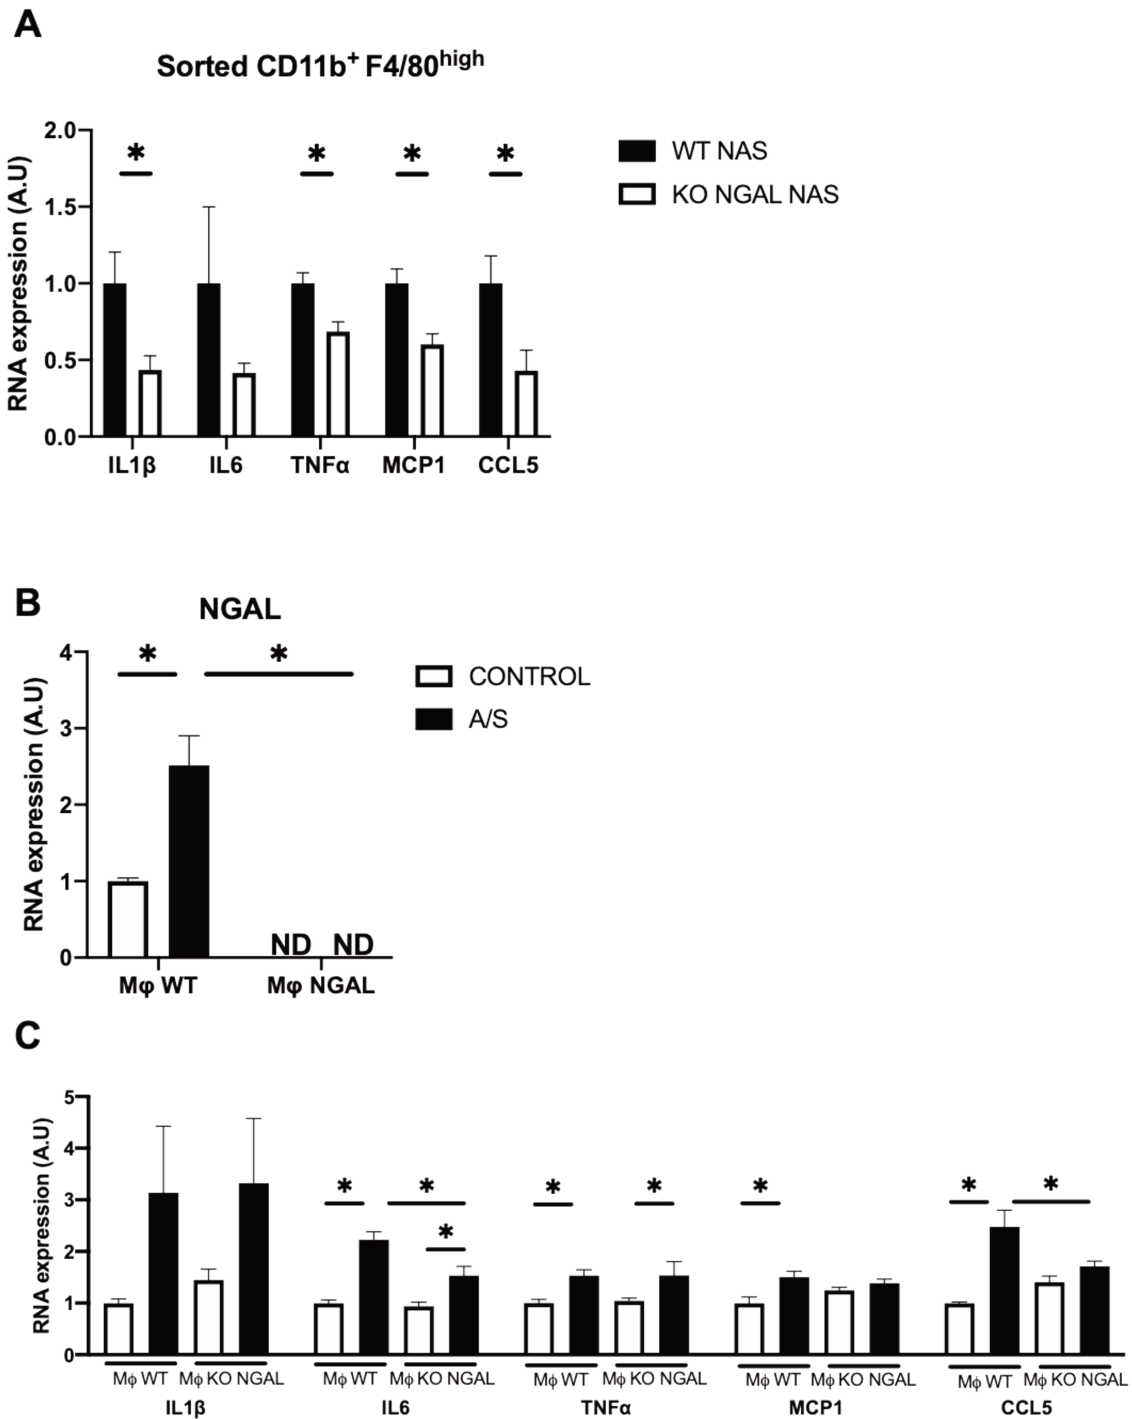 A
Sorted CD11b+ F4/80high
RNA expression (A.U)
2.0
1.5
1.0
0.5
0.0
* * * *
WT NAS
KO NGAL NAS
IL1β IL6 TNFα MCP1 CCL5
B
NGAL
RNA expression (A.U)
4
3
2
1
0
* *
CONTROL
A/S
ND ND
Mφ WT Mφ NGAL
C
RNA expression (A.U)
5
4
3
2
1
0
* * * * * * * *
Mϕ WT Mϕ KO NGAL Mϕ WT Mϕ KO NGAL Mϕ WT Mϕ KO NGAL Mϕ WT Mϕ KO NGAL Mϕ WT Mϕ KO NGAL
IL1β IL6 TNFα MCP1 CCL5